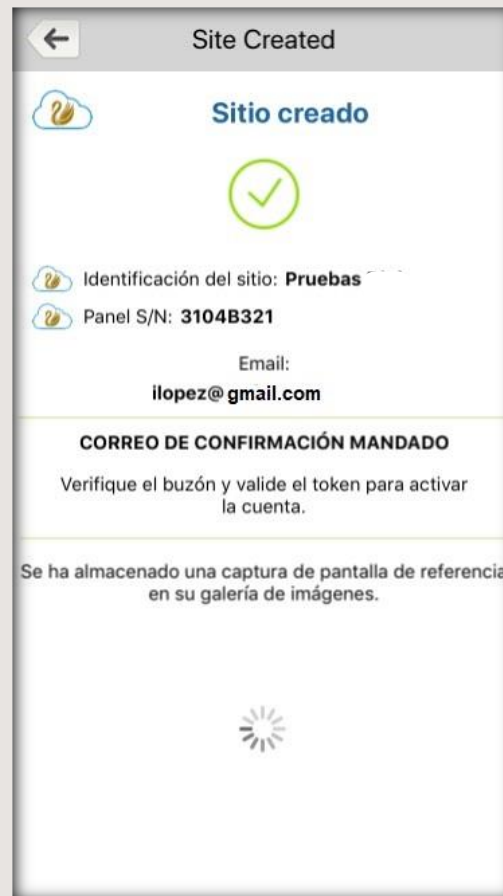 Site Created
Sitio creado
Identificación del sitio: Pruebas
Panel S/N: 3104B321
Email:
ilopez@gmail.com
CORREO DE CONFIRMACIÓN MANDADO
Verifique el buzón y valide el token para activar
la cuenta.
Se ha almacenado una captura de pantalla de referencia
en su galería de imágenes.